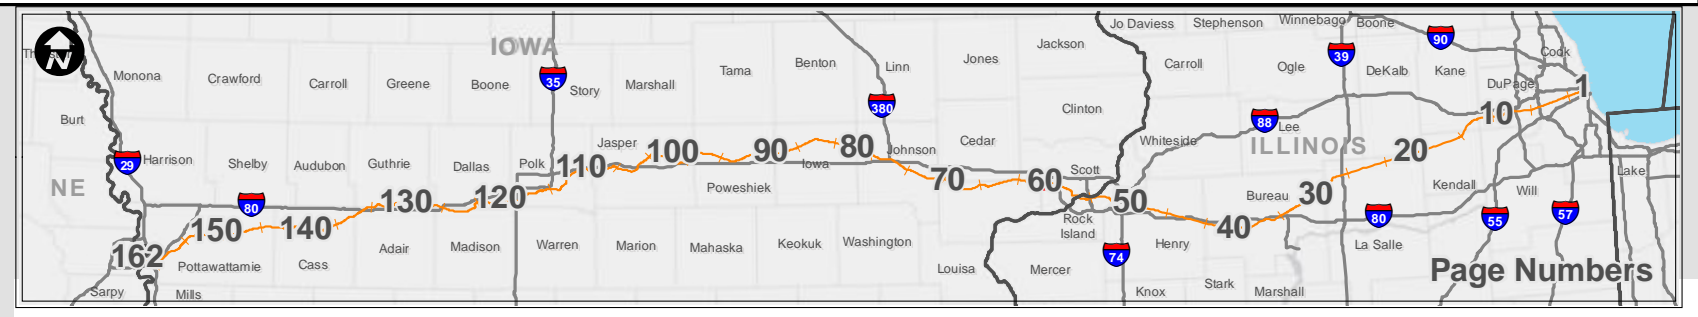 Jo Daviess Stephenson Winnebago Boone
N IOWA Jackson 39 90 Cook
Monona Crawford Carroll Greene Boone 35 Story Marshall Tama Benton Linn Jones Carroll Ogle DeKalb Kane DuPage 1
Burt 380 Clinton 88 Lee 10
29 Harrison Shelby Audubon Guthrie Dallas Polk 110 Jasper 100 90 Iowa 80 Johnson Cedar Scott Whiteside ILLINOIS 20
NE 80 130 120 Poweshiek 70 60 50 Bureau 30 Kendall Will Lake
162 150 140 Adair Madison Warren Marion Mahaska Keokuk Washington Rock
Island Henry 40 La Salle 80 55 57
Pottawattamie Cass Louisa Mercer 74 Stark Page Numbers
Sarpy Mills Knox Marshall